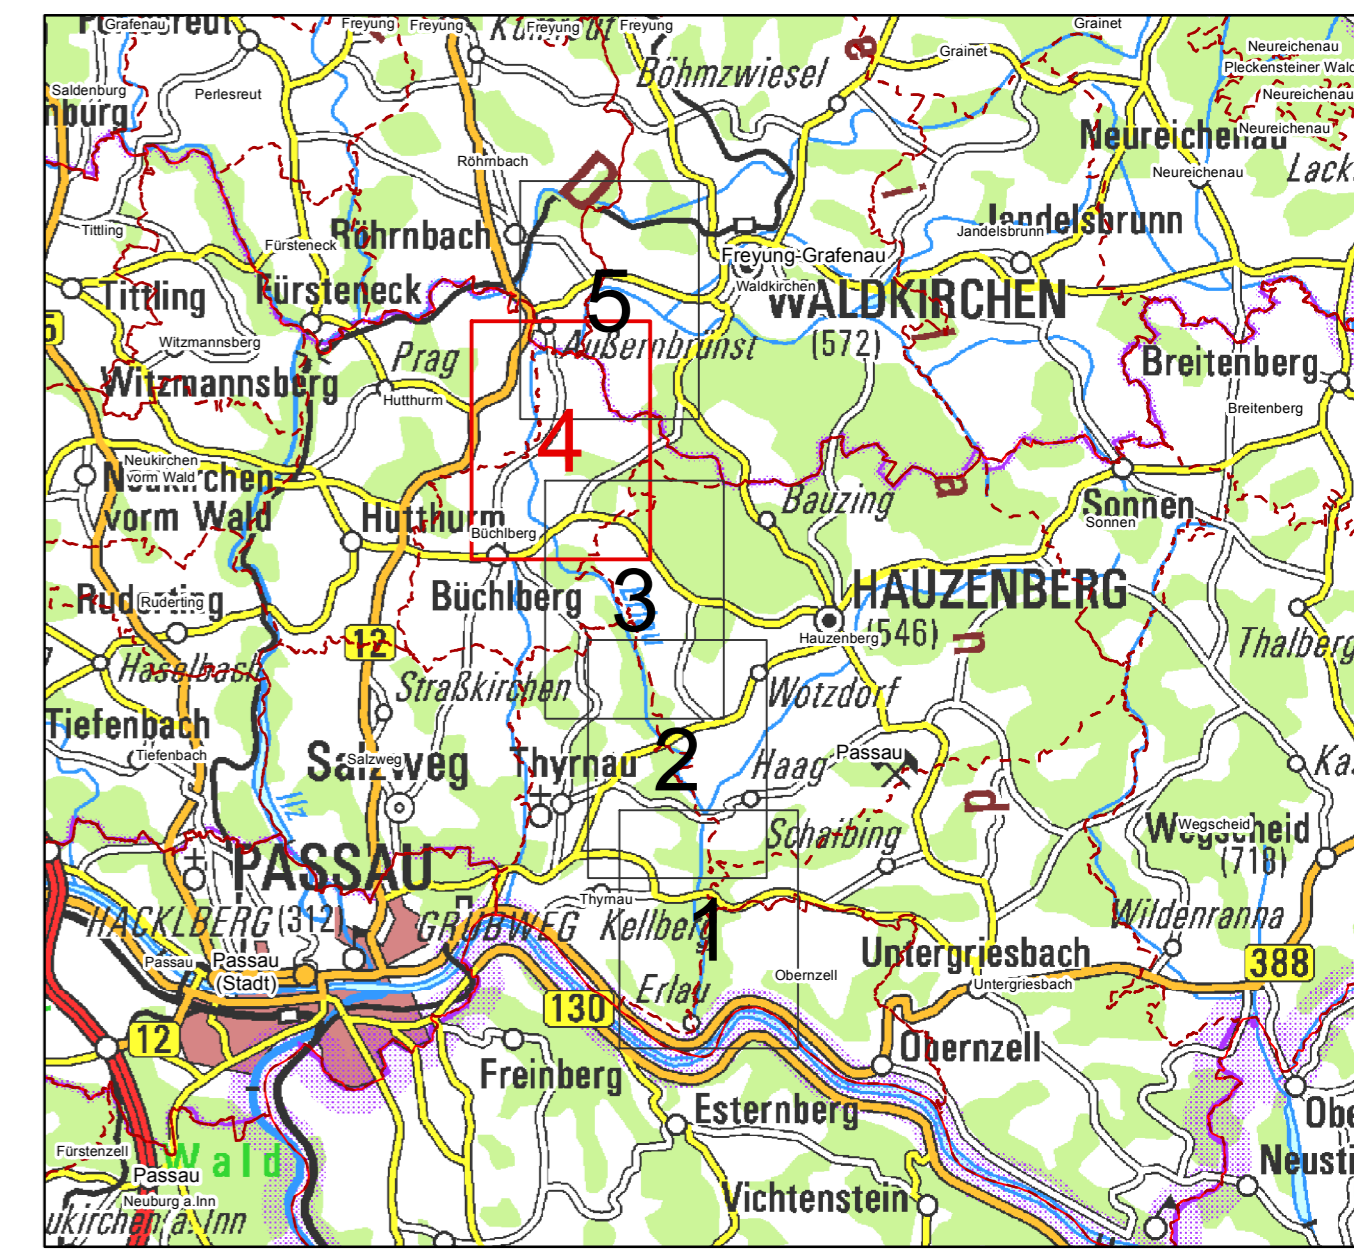 Grafenau
Freyung
Freyung
Freyung
Freyung
Grainet
Grainet
Neureichenau
Pleckensteiner Wald
Neureichenau
Neureichenau
Böhmzwiesel
Saldenburg
Perlesreut
Neureichenau
Neureichenau
Röhrnbach
D
a
i
l
a
n
d
Röhrnbach
Tittling
Tittling
Fürsteneck
Fürsteneck
Jandelsbrunn
Jandelsbrunn
Freyung-Grafenau
Waldkirchen
WALDKIRCHEN
(572)
5
Außernbrünst
Witzmannsberg
Witzmannsberg
Prag
Hutthurm
Breitenberg
Breitenberg
4
Neukirchen
vorm Wald
Neukirchen
vorm Wald
Hutthurm
Büchlberg
Büchlberg
Bauzing
Sonnen
Sonnen
3
HAUZENBERG
(546)
Hauzenberg
Ruderting
Ruderting
12
Haselbach
Straßkirchen
Thalberg
Wotzdorf
Tiefenbach
Tiefenbach
Salzweg
Salzweg
Thyrnau
2
Haag
Passau
Ilz
Schaibing
Wegscheid
Wegscheid
(718)
PASSAU
HACKLBERG
(312)
GRUBWEG
Thyrnau
Kellberg
1
Wildenranna
Passau
Passau
(Stadt)
Untergriesbach
Untergriesbach
Obernzell
388
Erlau
130
12
Obernzell
Freinberg
Esternberg
Fürstenzell
Wald
Passau
Neuburg a.Inn
Vichtenstein